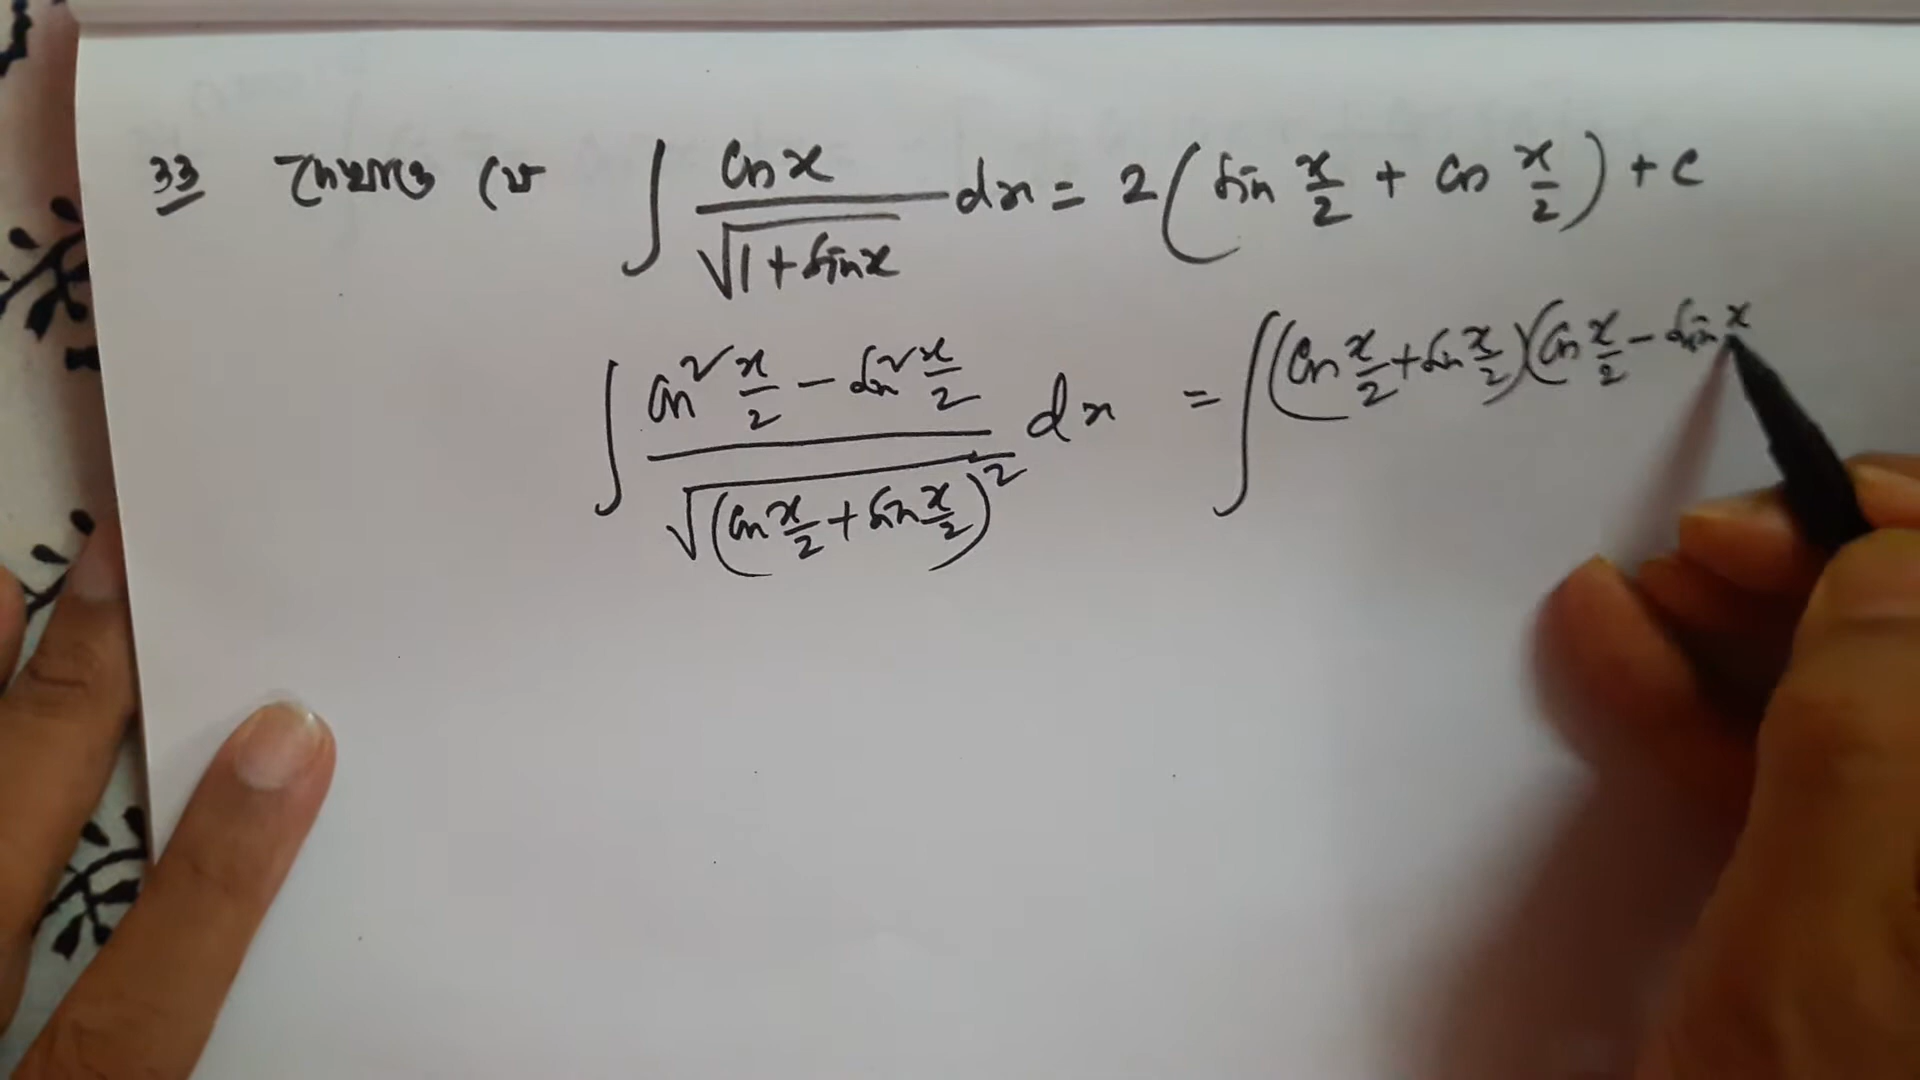 33 দেখাও যে ∫ cos x / √(1 + sin x) dx = 2 ( sin x/2 + cos x/2 ) + c
∫ (cos² x/2 − sin² x/2) / √((cos x/2 + sin x/2)²) dx = ∫ (cos x/2 + sin x/2)(cos x/2 − sin x